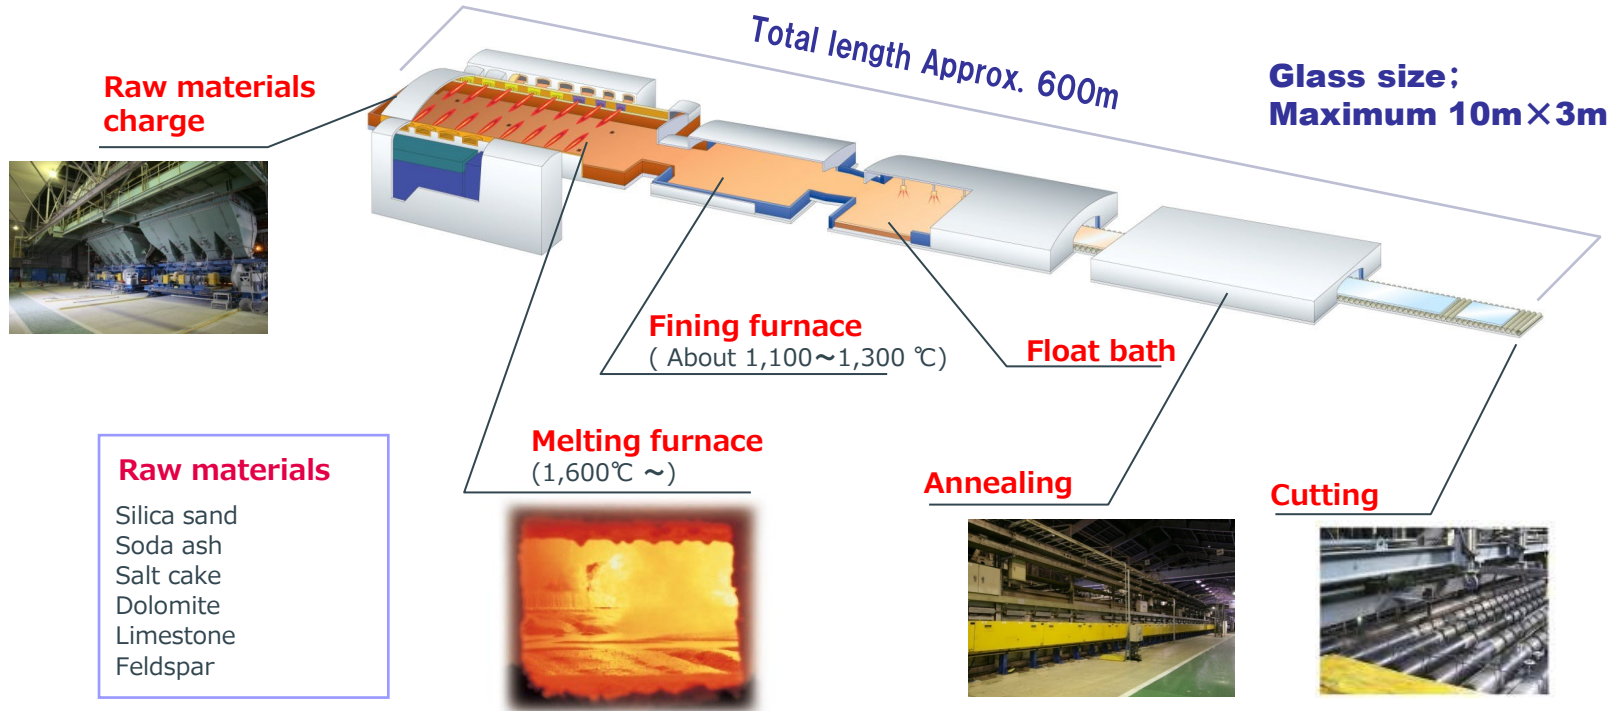 Total length Approx. 600m
Glass size;
Maximum 10m×3m
Raw materials
charge
Fining furnace
( About 1,100～1,300 ℃)
Float bath
Melting furnace
(1,600℃ ～)
Annealing
Cutting
Raw materials
Silica sand
Soda ash
Salt cake
Dolomite
Limestone
Feldspar